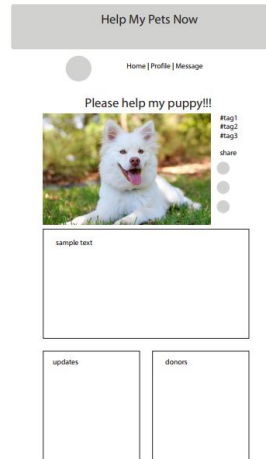 Help My Pets Now
Home | Profile | Message
Please help my puppy!!!
#tag1
#tag2
#tag3
share
sample text
updates
donors